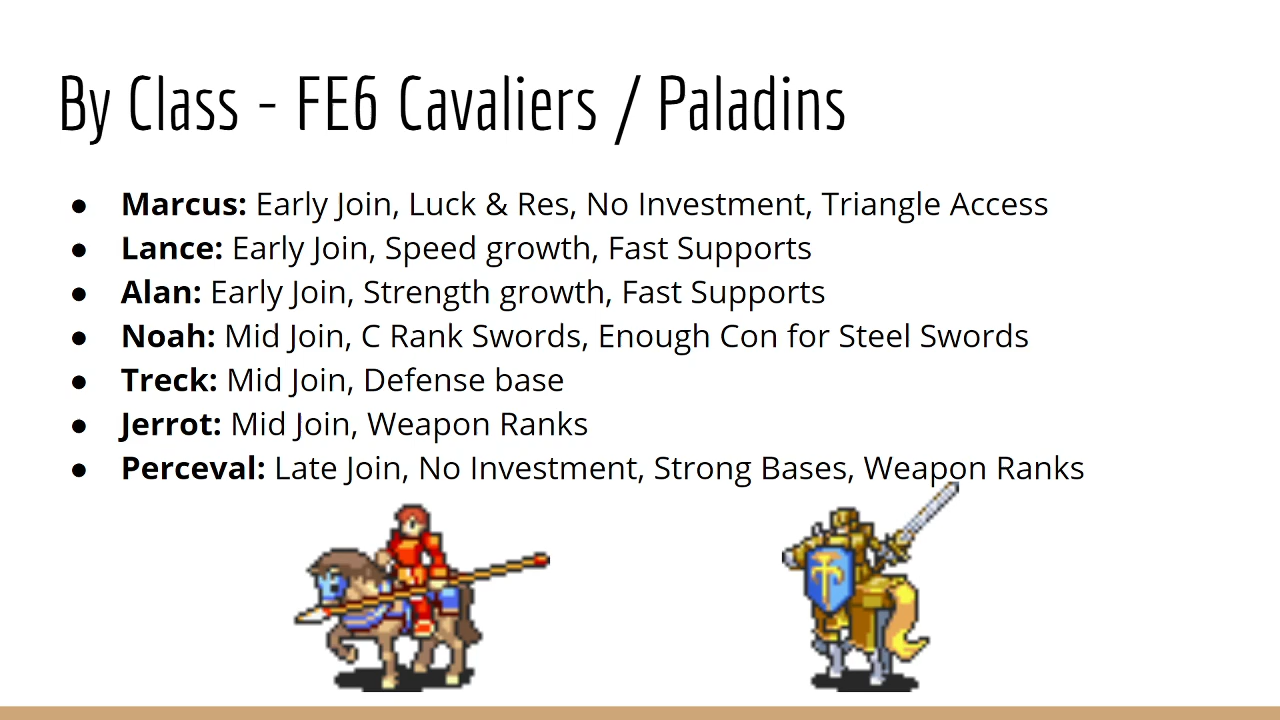 By Class - FE6 Cavaliers / Paladins
● Marcus: Early Join, Luck & Res, No Investment, Triangle Access
● Lance: Early Join, Speed growth, Fast Supports
● Alan: Early Join, Strength growth, Fast Supports
● Noah: Mid Join, C Rank Swords, Enough Con for Steel Swords
● Treck: Mid Join, Defense base
● Jerrot: Mid Join, Weapon Ranks
● Perceval: Late Join, No Investment, Strong Bases, Weapon Ranks